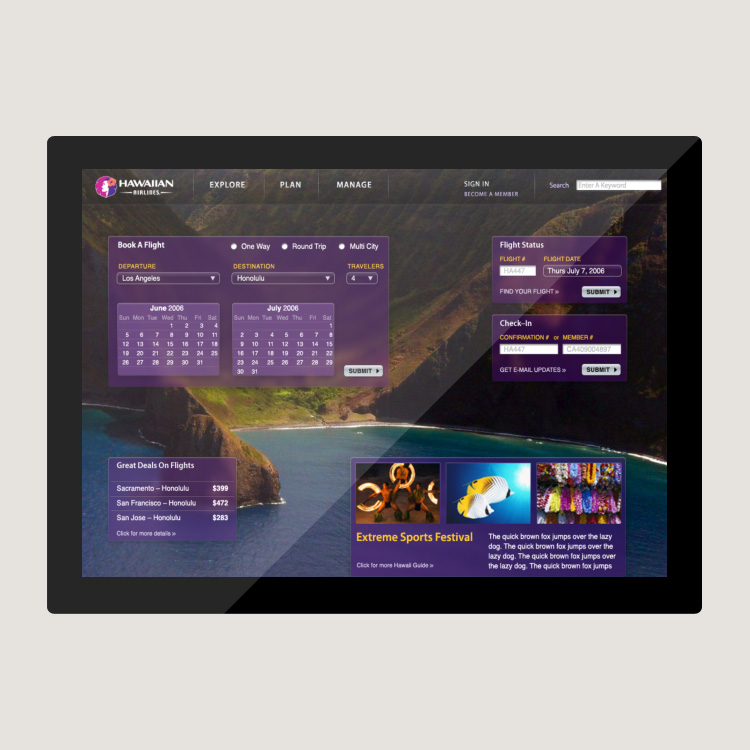 HAWAIIAN
AIRLINES
EXPLORE
PLAN
MANAGE
SIGN IN
BECOME A MEMBER
Search
Enter A Keyword
Book A Flight
One Way
Round Trip
Multi City
DEPARTURE
DESTINATION
TRAVELERS
Los Angeles
Honolulu
4
June 2006
Sun Mon Tue Wed Thu Fri Sat
1 2 3 4
5 6 7 8 9 10 11
12 13 14 15 16 17 18
19 20 21 22 23 24 25
26 27 28 29 30 31
July 2006
Sun Mon Tue Wed Thu Fri Sat
1
2 3 4 5 6 7 8
9 10 11 12 13 14 15
16 17 18 19 20 21 22
23 24 25 26 27 28 29
30 31
SUBMIT
Flight Status
FLIGHT #
FLIGHT DATE
HA447
Thurs July 7, 2006
FIND YOUR FLIGHT »
SUBMIT
Check-In
CONFIRMATION # or MEMBER #
HA447
CA409004897
GET E-MAIL UPDATES »
SUBMIT
Great Deals On Flights
Sacramento – Honolulu $399
San Francisco – Honolulu $472
San Jose – Honolulu $283
Click for more details »
Extreme Sports Festival
Click for more Hawaii Guide »
The quick brown fox jumps over the lazy
dog. The quick brown fox jumps over the
lazy dog. The quick brown fox jumps over
the lazy dog. The quick brown fox jumps